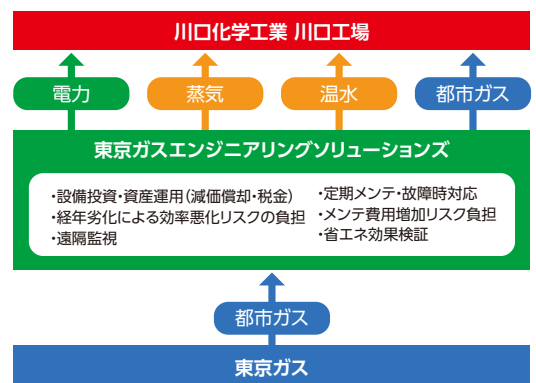 川口化学工業 川口工場
電力
蒸気
温水
都市ガス
東京ガスエンジニアリングソリューションズ
・設備投資・資産運用(減価償却・税金)
・経年劣化による効率悪化リスクの負担
・遠隔監視
・定期メンテ・故障時対応
・メンテ費用増加リスク負担
・省エネ効果検証
都市ガス
東京ガス